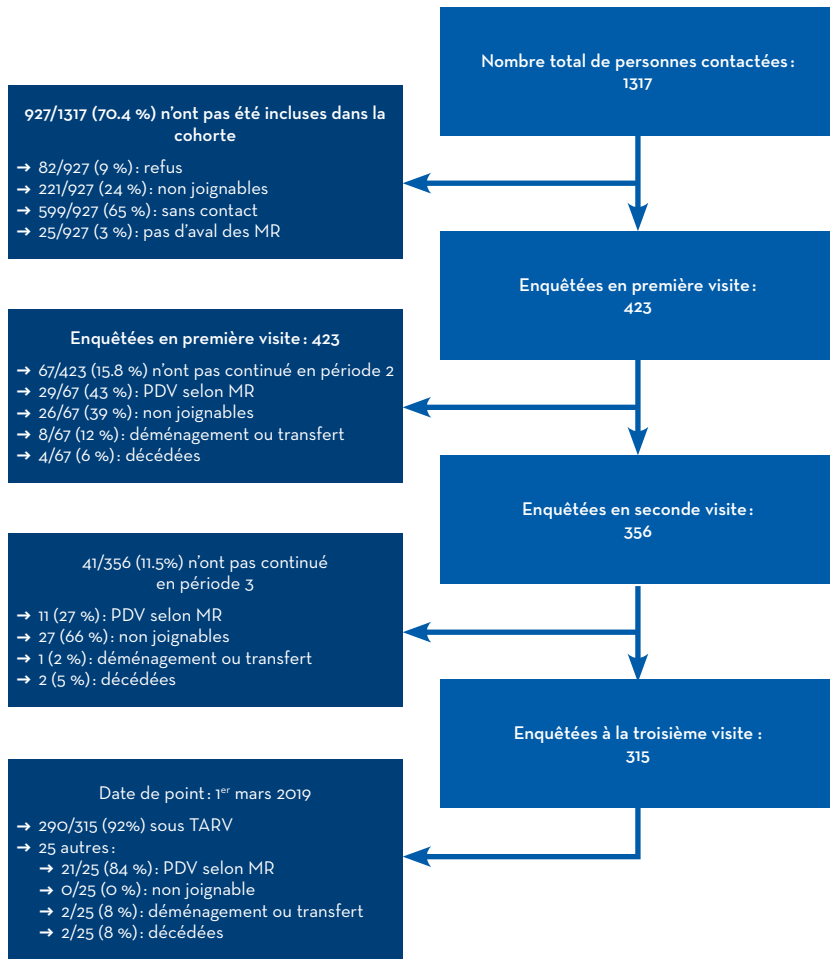 Nombre total de personnes contactées :
1317
927/1317 (70.4 %) n'ont pas été incluses dans la
cohorte
→ 82/927 (9 %) : refus
→ 221/927 (24 %) : non joignables
→ 599/927 (65 %) : sans contact
→ 25/927 (3 %) : pas d'aval des MR
Enquêtées en première visite :
423
Enquêtées en première visite : 423
→ 67/423 (15.8 %) n'ont pas continué en période 2
→ 29/67 (43 %) : PDV selon MR
→ 26/67 (39 %) : non joignables
→ 8/67 (12 %) : déménagement ou transfert
→ 4/67 (6 %) : décédées
Enquêtées en seconde visite :
356
41/356 (11.5%) n'ont pas continué
en période 3
→ 11 (27 %) : PDV selon MR
→ 27 (66 %) : non joignables
→ 1 (2 %) : déménagement ou transfert
→ 2 (5 %) : décédées
Enquêtées à la troisième visite :
315
Date de point : 1er mars 2019
→ 290/315 (92%) sous TARV
→ 25 autres :
→ 21/25 (84 %) : PDV selon MR
→ 0/25 (0 %) : non joignable
→ 2/25 (8 %) : déménagement ou transfert
→ 2/25 (8 %) : décédées